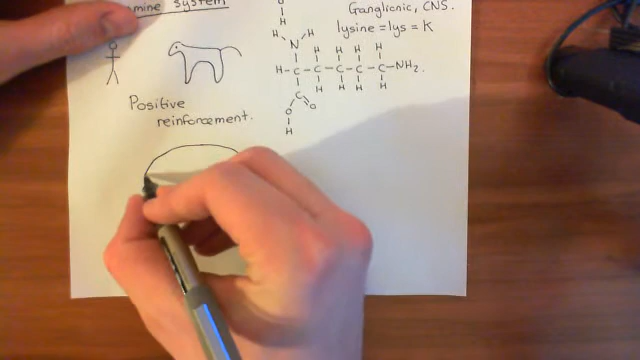 amine system
Positive
reinforcement.
Ganglionic, CNS.
lysine = lys = K
H
H H
N
H H H H
H-C-C-C-C-C-NH2.
H H H H
C
O O
H